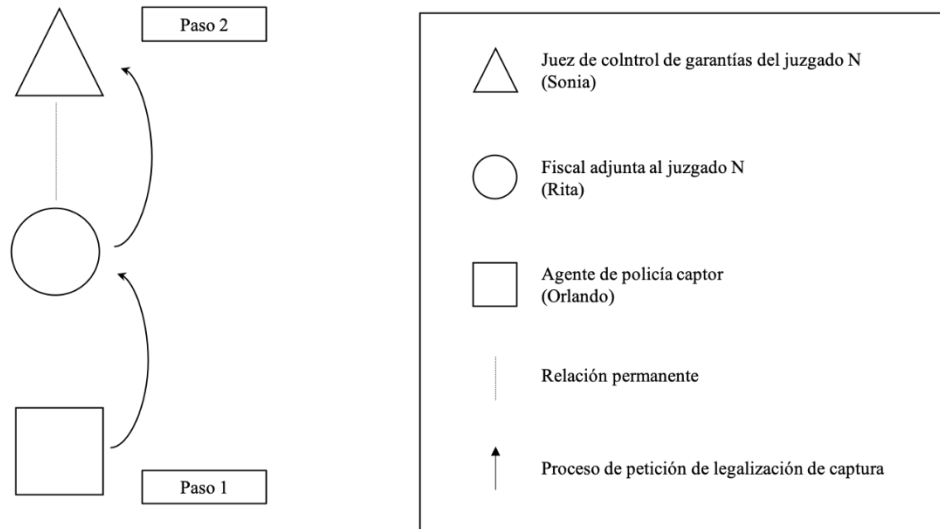 Paso 2
Juez de colntrol de garantías del juzgado N
(Sonia)
Fiscal adjunta al juzgado N
(Rita)
Agente de policía captor
(Orlando)
Relación permanente
Proceso de petición de legalización de captura
Paso 1